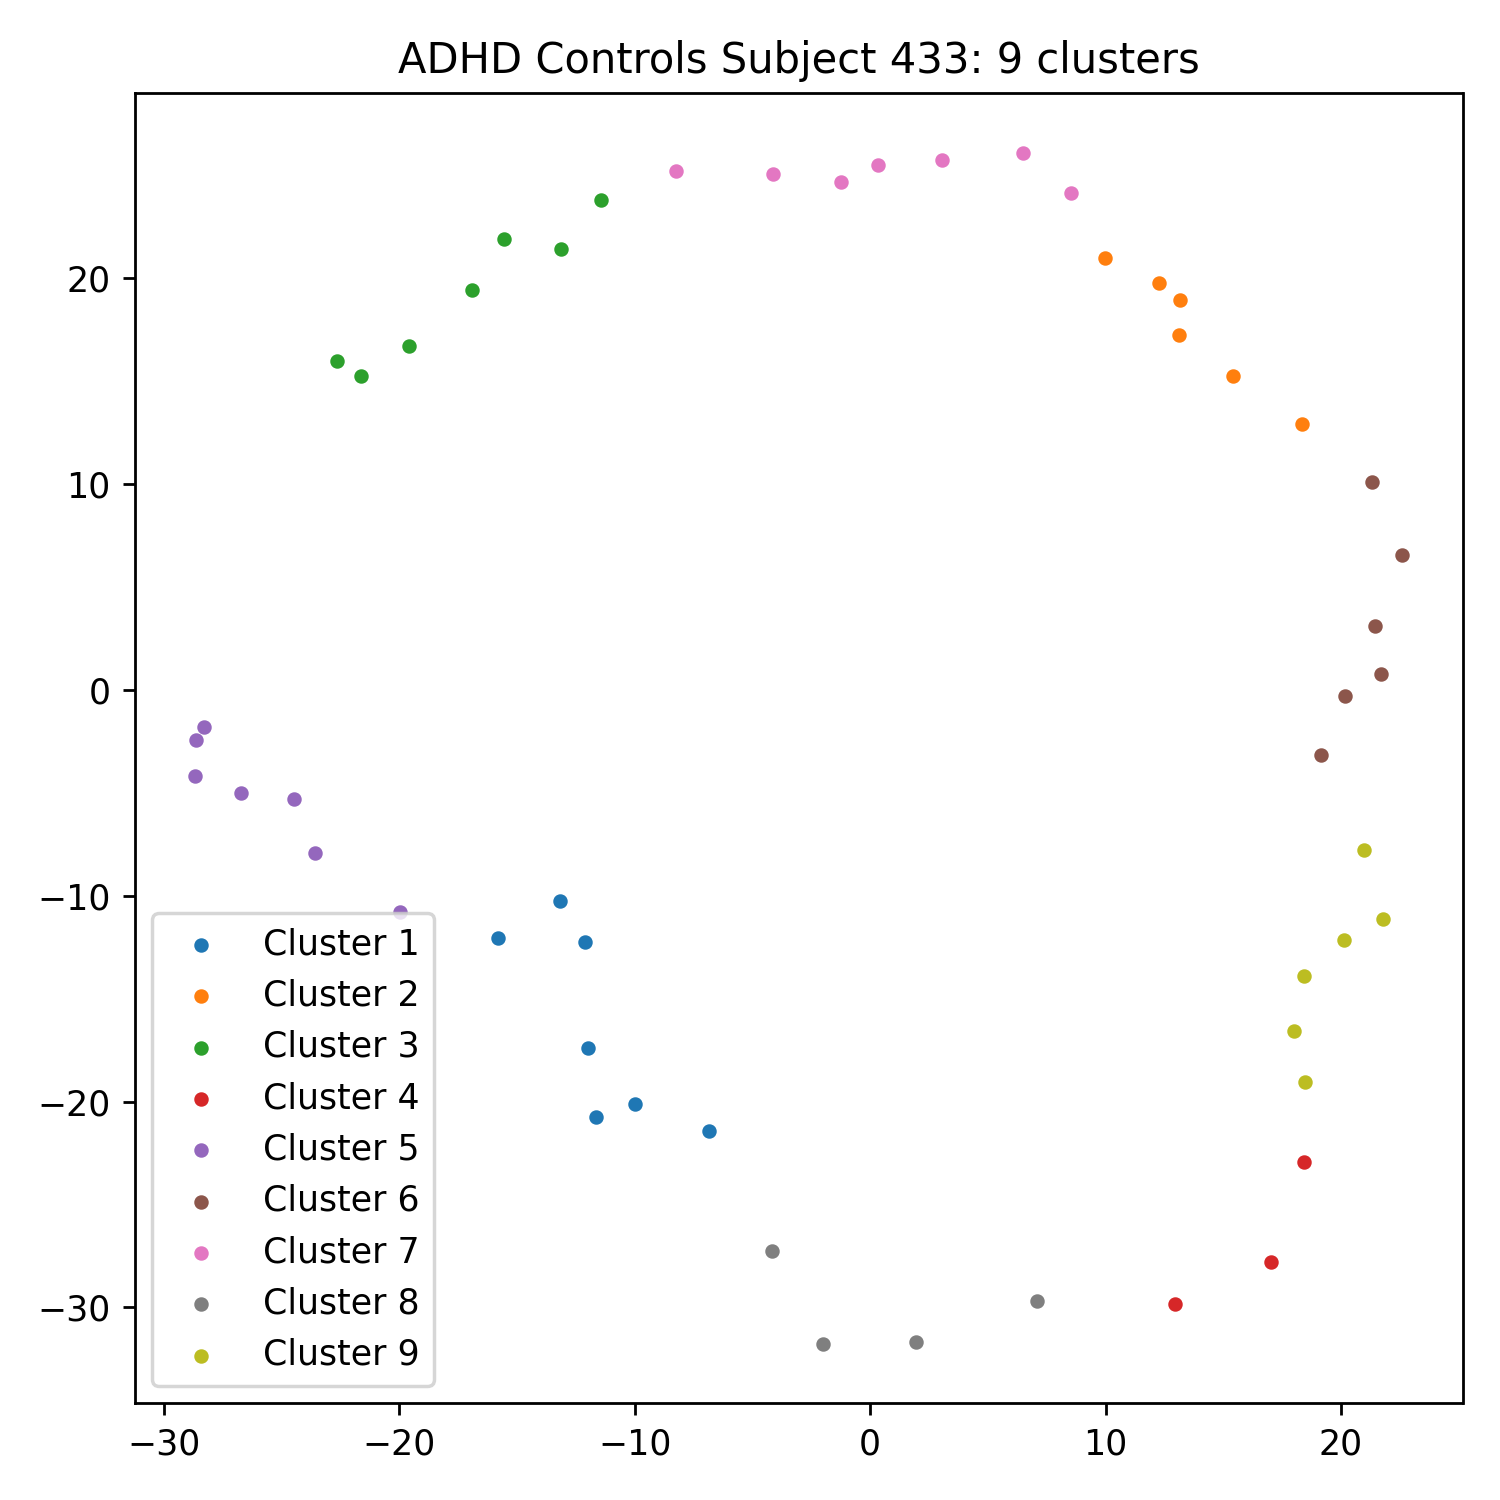 ADHD Controls Subject 433: 9 clusters
20
10
0
−10
−20
−30
Cluster 1
Cluster 2
Cluster 3
Cluster 4
Cluster 5
Cluster 6
Cluster 7
Cluster 8
Cluster 9
−30 −20 −10 0 10 20